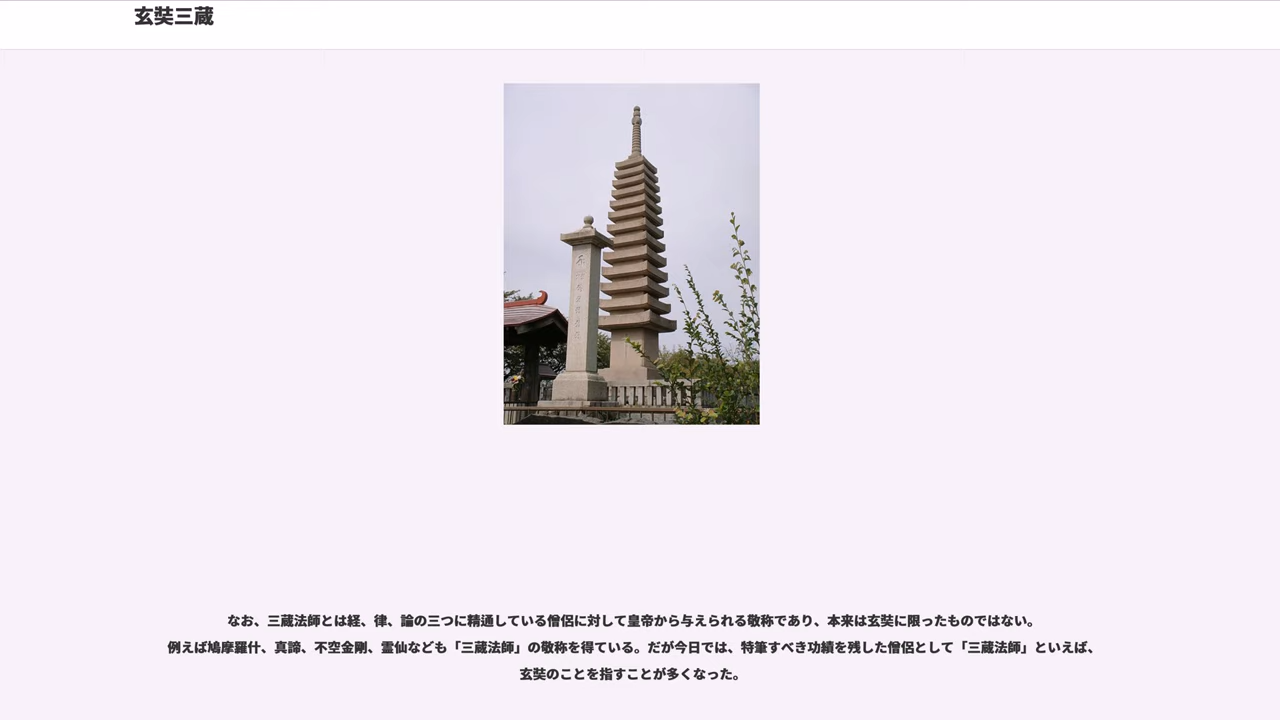 玄奘三蔵
なお、三蔵法師とは経、律、論の三つに精通している僧侶に対して皇帝から与えられる敬称であり、本来は玄奘に限ったものではない。
例えば鳩摩羅什、真諦、不空金剛、霊仙なども「三蔵法師」の敬称を得ている。だが今日では、特筆すべき功績を残した僧侶として「三蔵法師」といえば、
玄奘のことを指すことが多くなった。